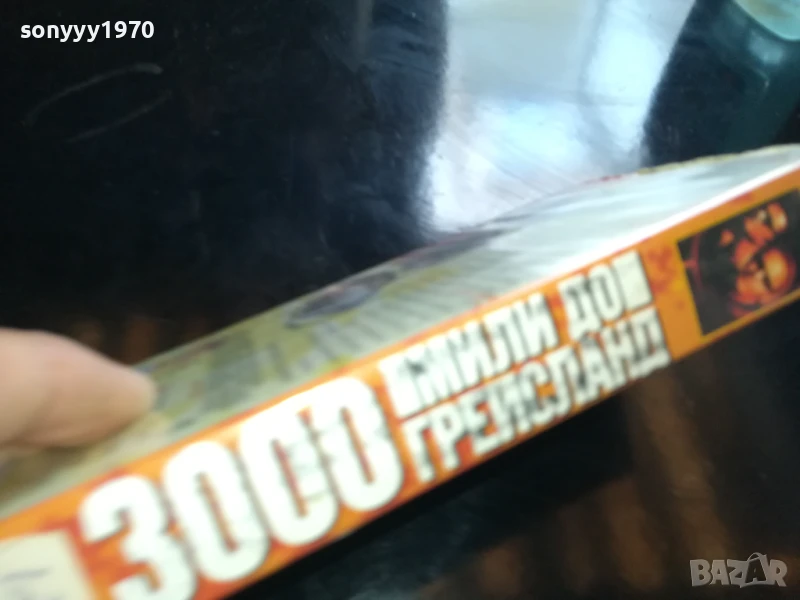 sonyyy1970
3000
МИЛИ ДО
ГРЕЙСЛАНД
BAZAR